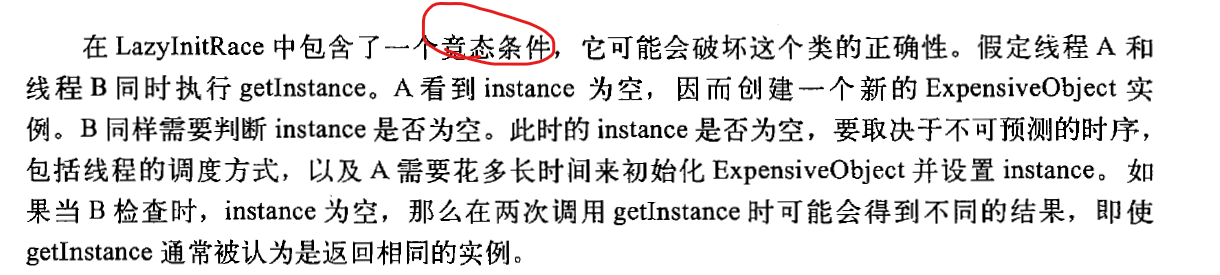 在 LazyInitRace 中包含了一个竞态条件，它可能会破坏这个类的正确性。假定线程 A 和
线程 B 同时执行 getInstance。A 看到 instance 为空，因而创建一个新的 ExpensiveObject 实
例。B 同样需要判断 instance 是否为空。此时的 instance 是否为空，要取决于不可预测的时序，
包括线程的调度方式，以及 A 需要花多长时间来初始化 ExpensiveObject 并设置 instance。如
果当 B 检查时，instance 为空，那么在两次调用 getInstance 时可能会得到不同的结果，即使
getInstance 通常被认为是返回相同的实例。